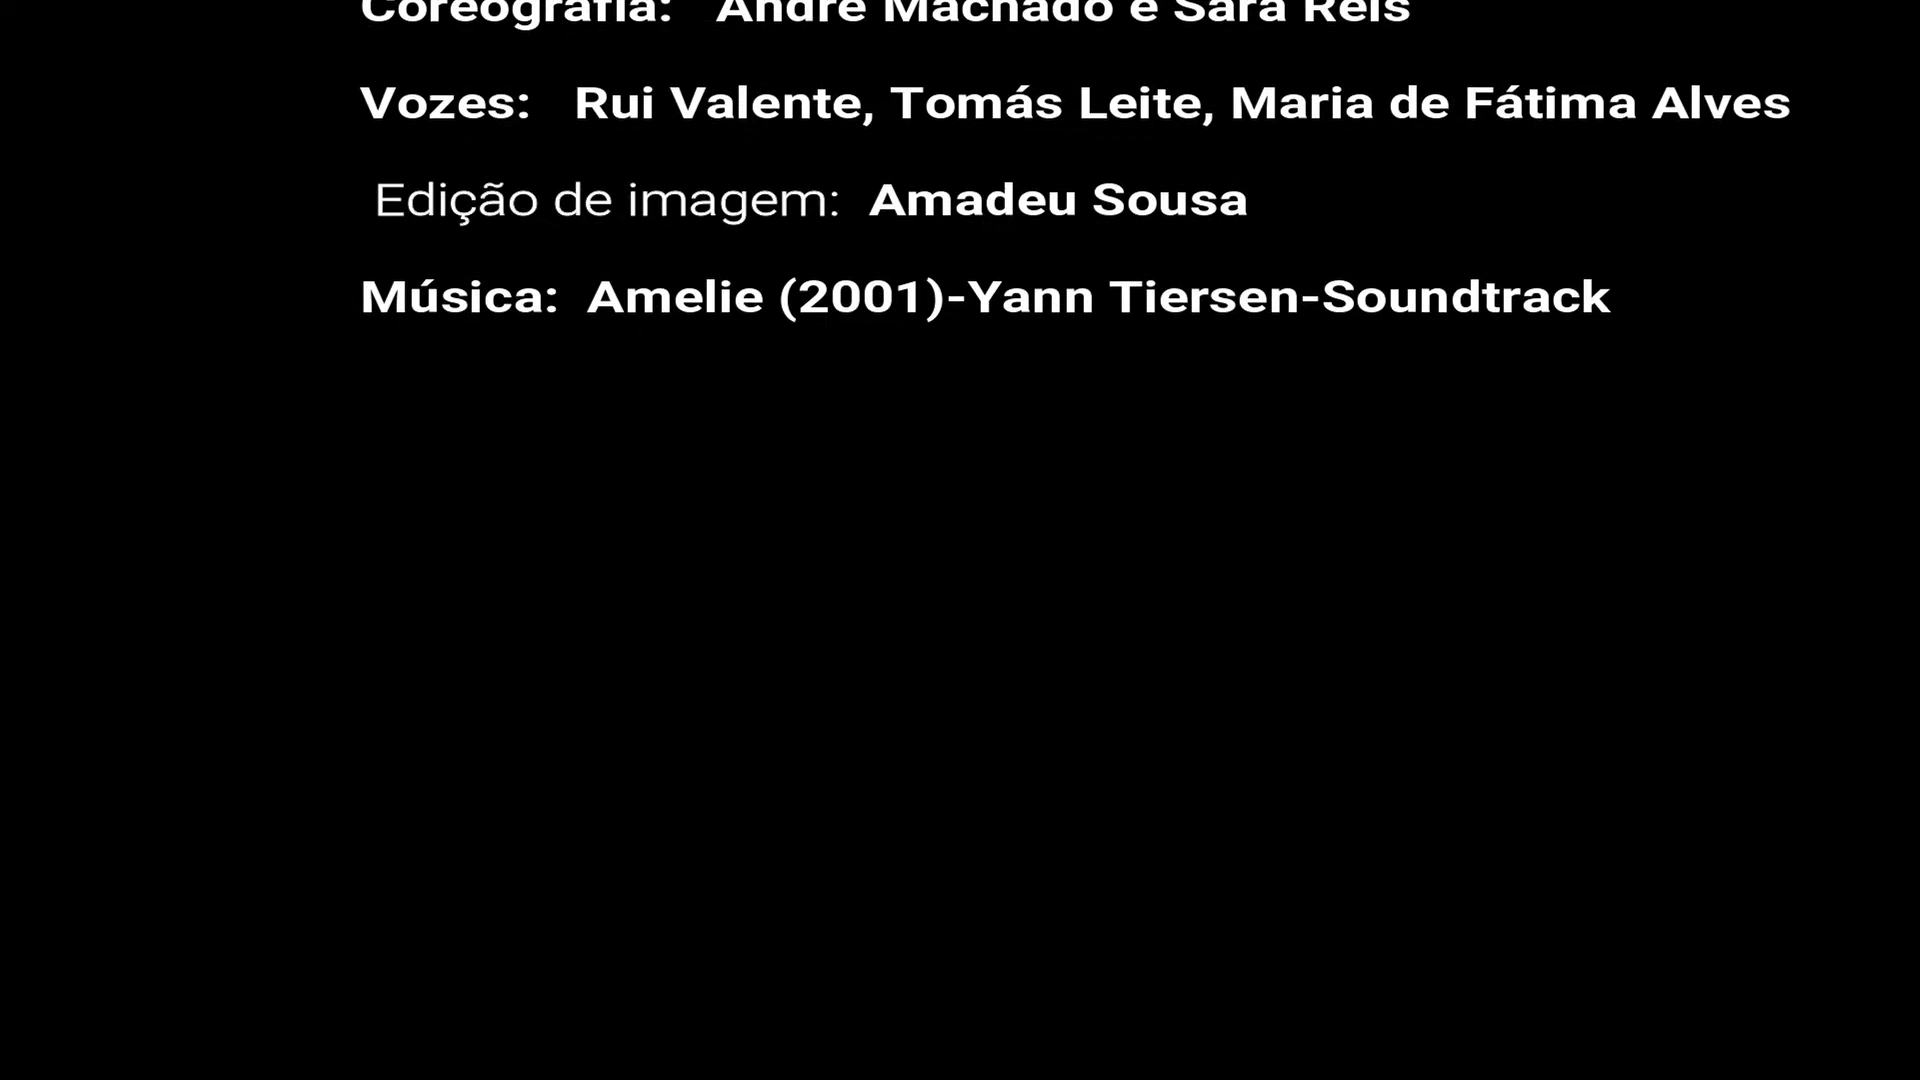 Coreografia: André Machado e Sara Reis
Vozes: Rui Valente, Tomás Leite, Maria de Fátima Alves
Edição de imagem: Amadeu Sousa
Música: Amelie (2001)-Yann Tiersen-Soundtrack